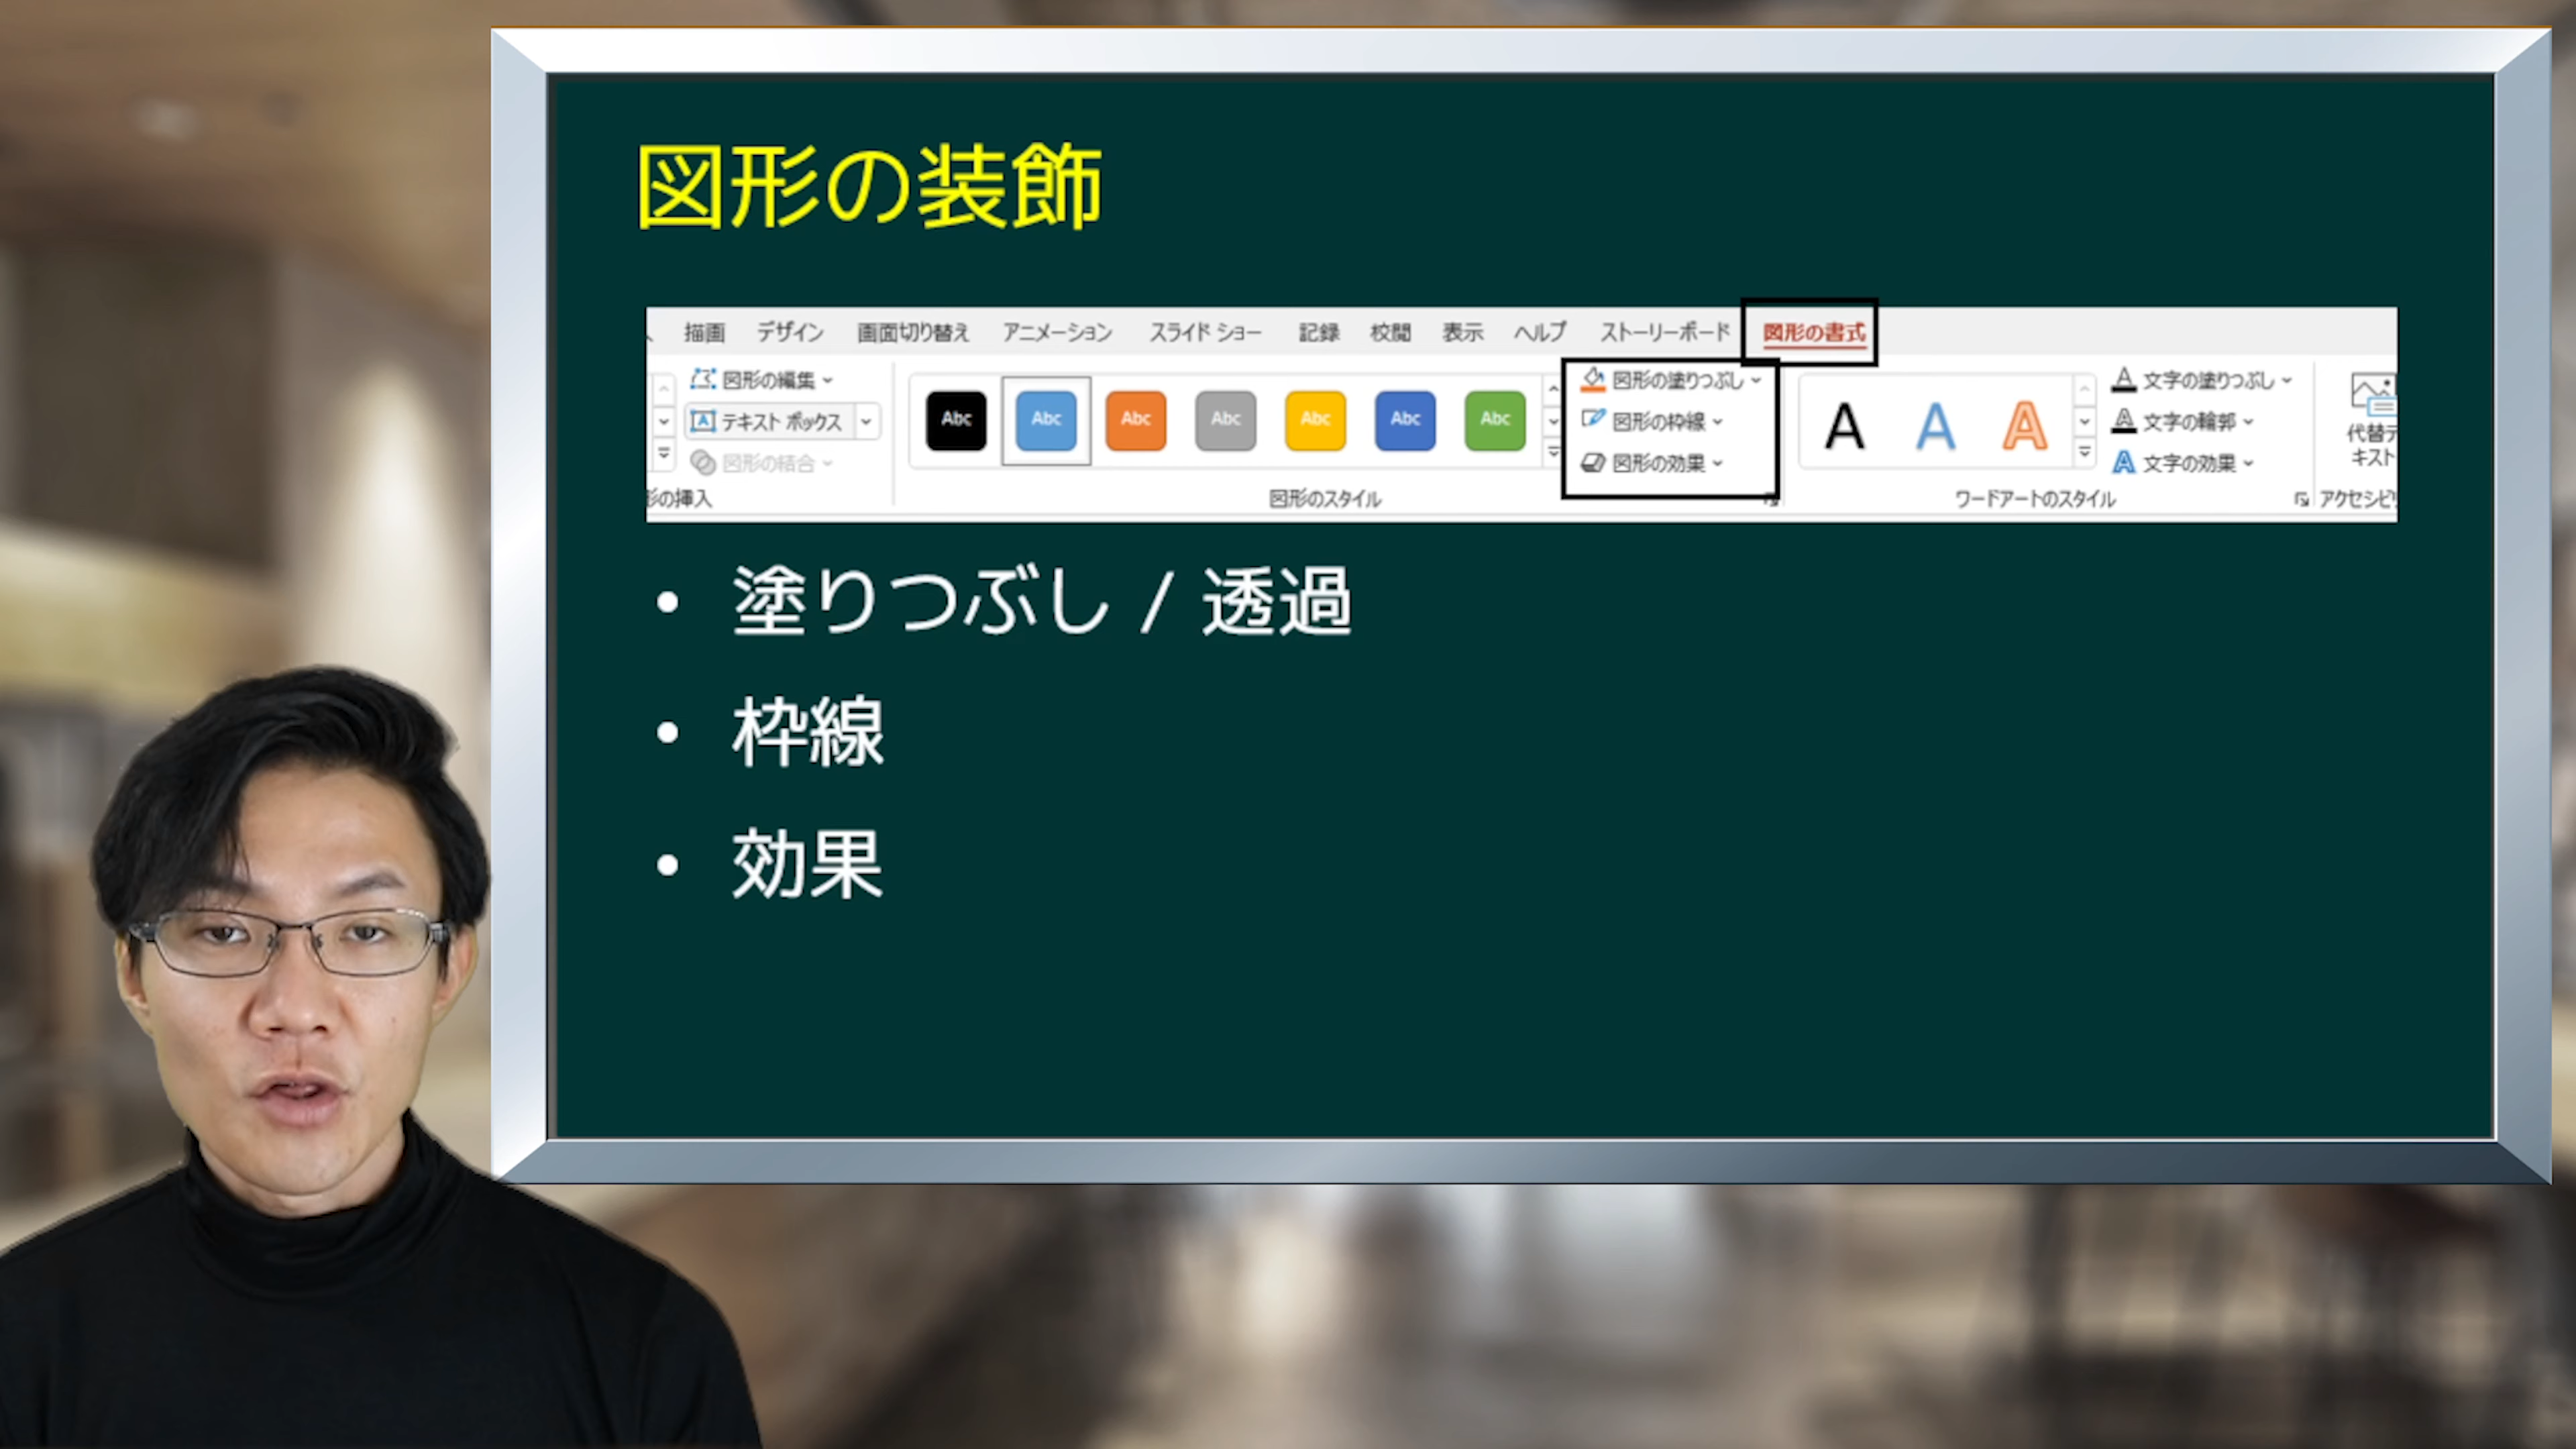 図形の装飾
描画 デザイン 画面切り替え アニメーション スライド ショー 記録 校閲 表示 ヘルプ ストーリーボード 図形の書式
図形の編集
テキスト ボックス
図形の結合
形の挿入
Abc Abc Abc Abc Abc Abc Abc
図形のスタイル
図形の塗りつぶし
図形の枠線
図形の効果
A A A
ワードアートのスタイル
文字の塗りつぶし
文字の輪郭
文字の効果
代替テ
キスト
アクセシビ
• 塗りつぶし / 透過
• 枠線
• 効果